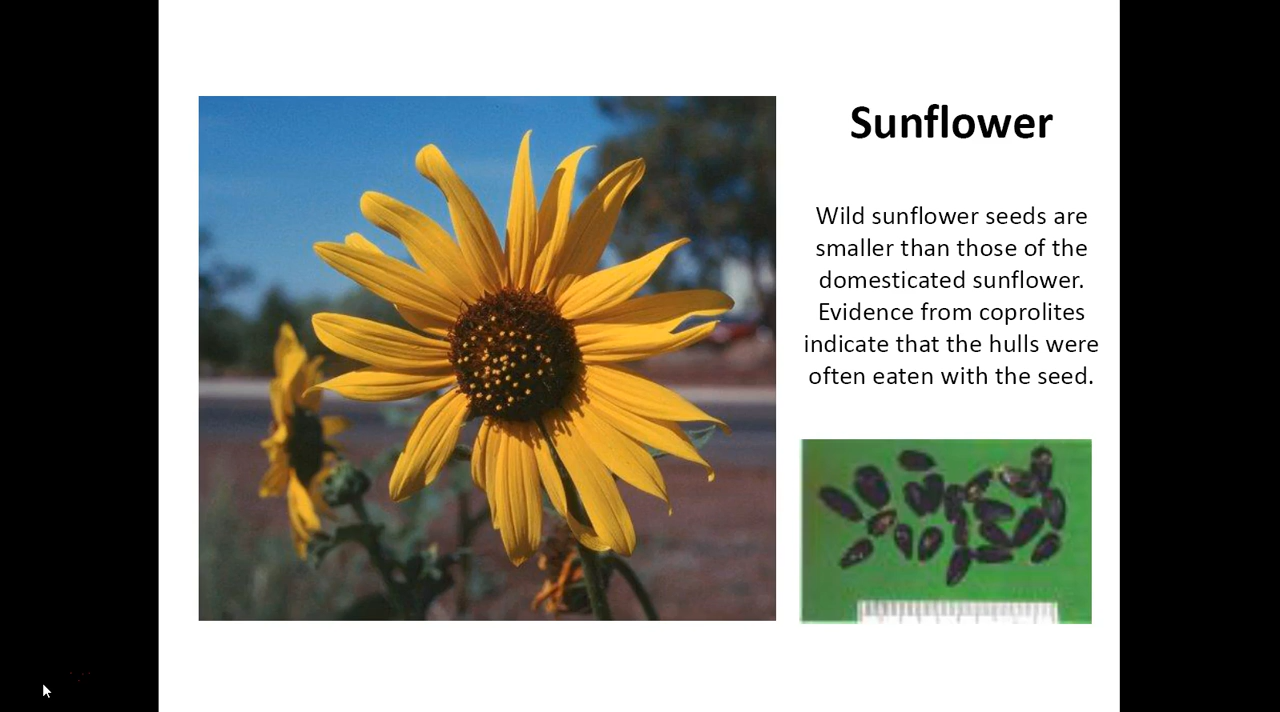 Sunflower
Wild sunflower seeds are
smaller than those of the
domesticated sunflower.
Evidence from coprolites
indicate that the hulls were
often eaten with the seed.